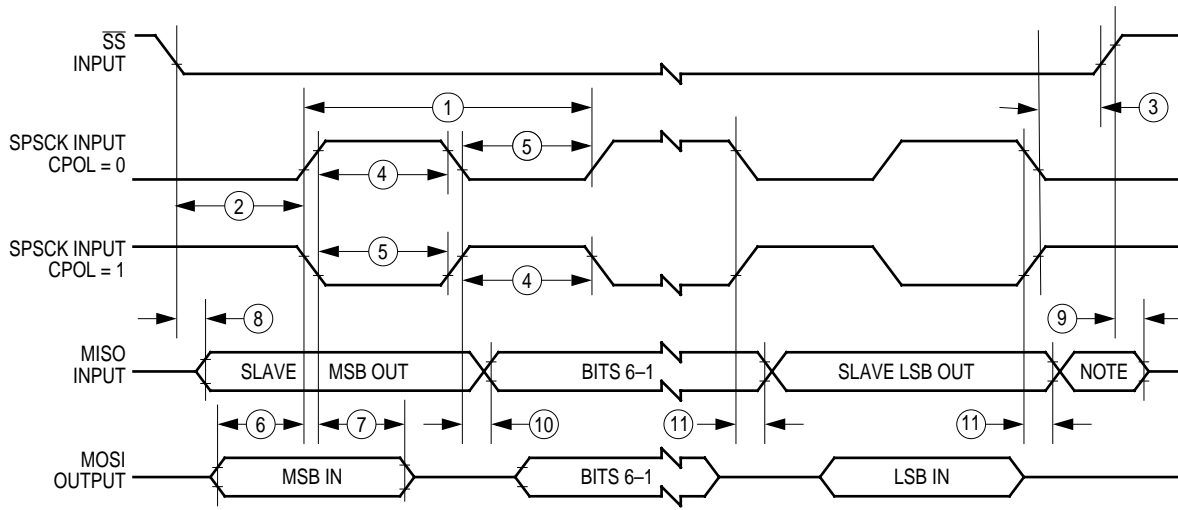 SS
INPUT
1
3
SPSCK INPUT
CPOL = 0
5
4
2
SPSCK INPUT
CPOL = 1
5
4
8
9
MISO
INPUT
SLAVE MSB OUT
BITS 6–1
SLAVE LSB OUT
NOTE
6
7
10
11
11
MOSI
OUTPUT
MSB IN
BITS 6–1
LSB IN